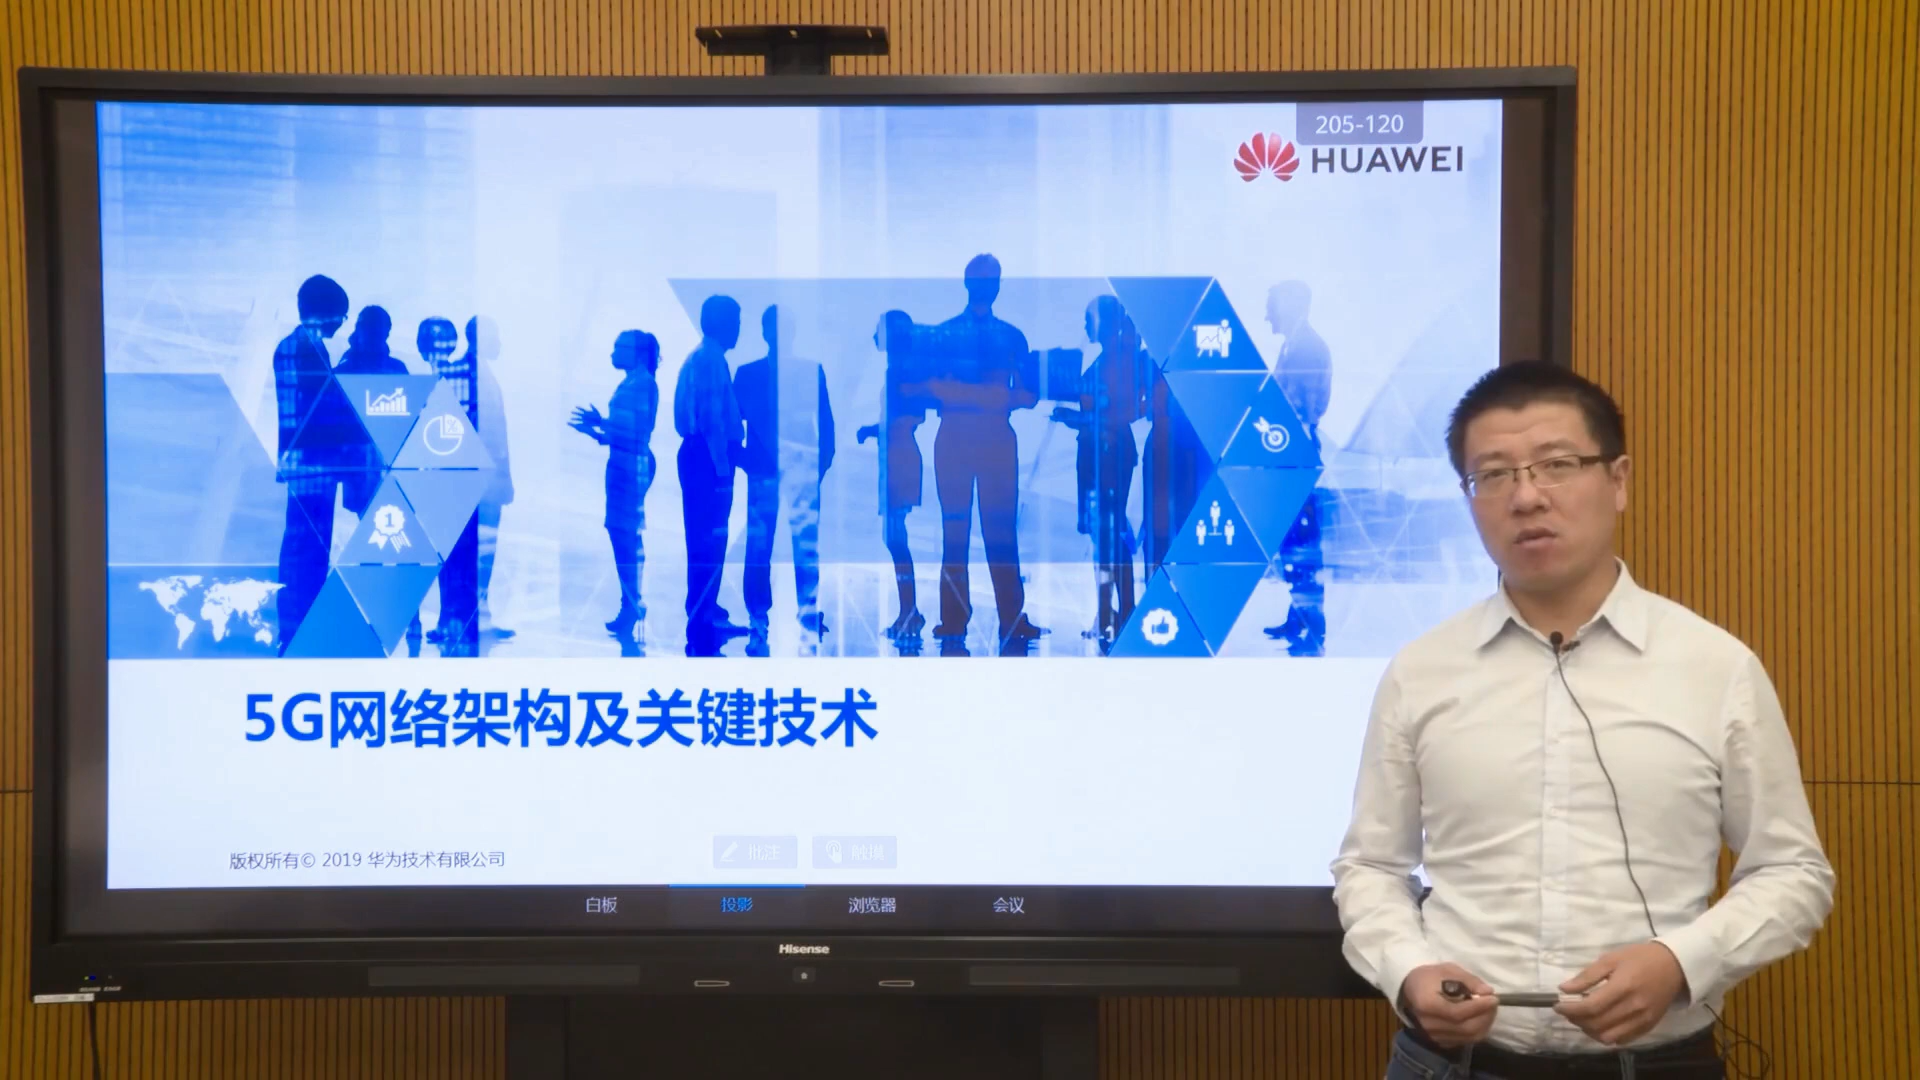 205-120
HUAWEI
5G网络架构及关键技术
版权所有© 2019 华为技术有限公司
批注
触摸
白板
投影
浏览器
会议
Hisense